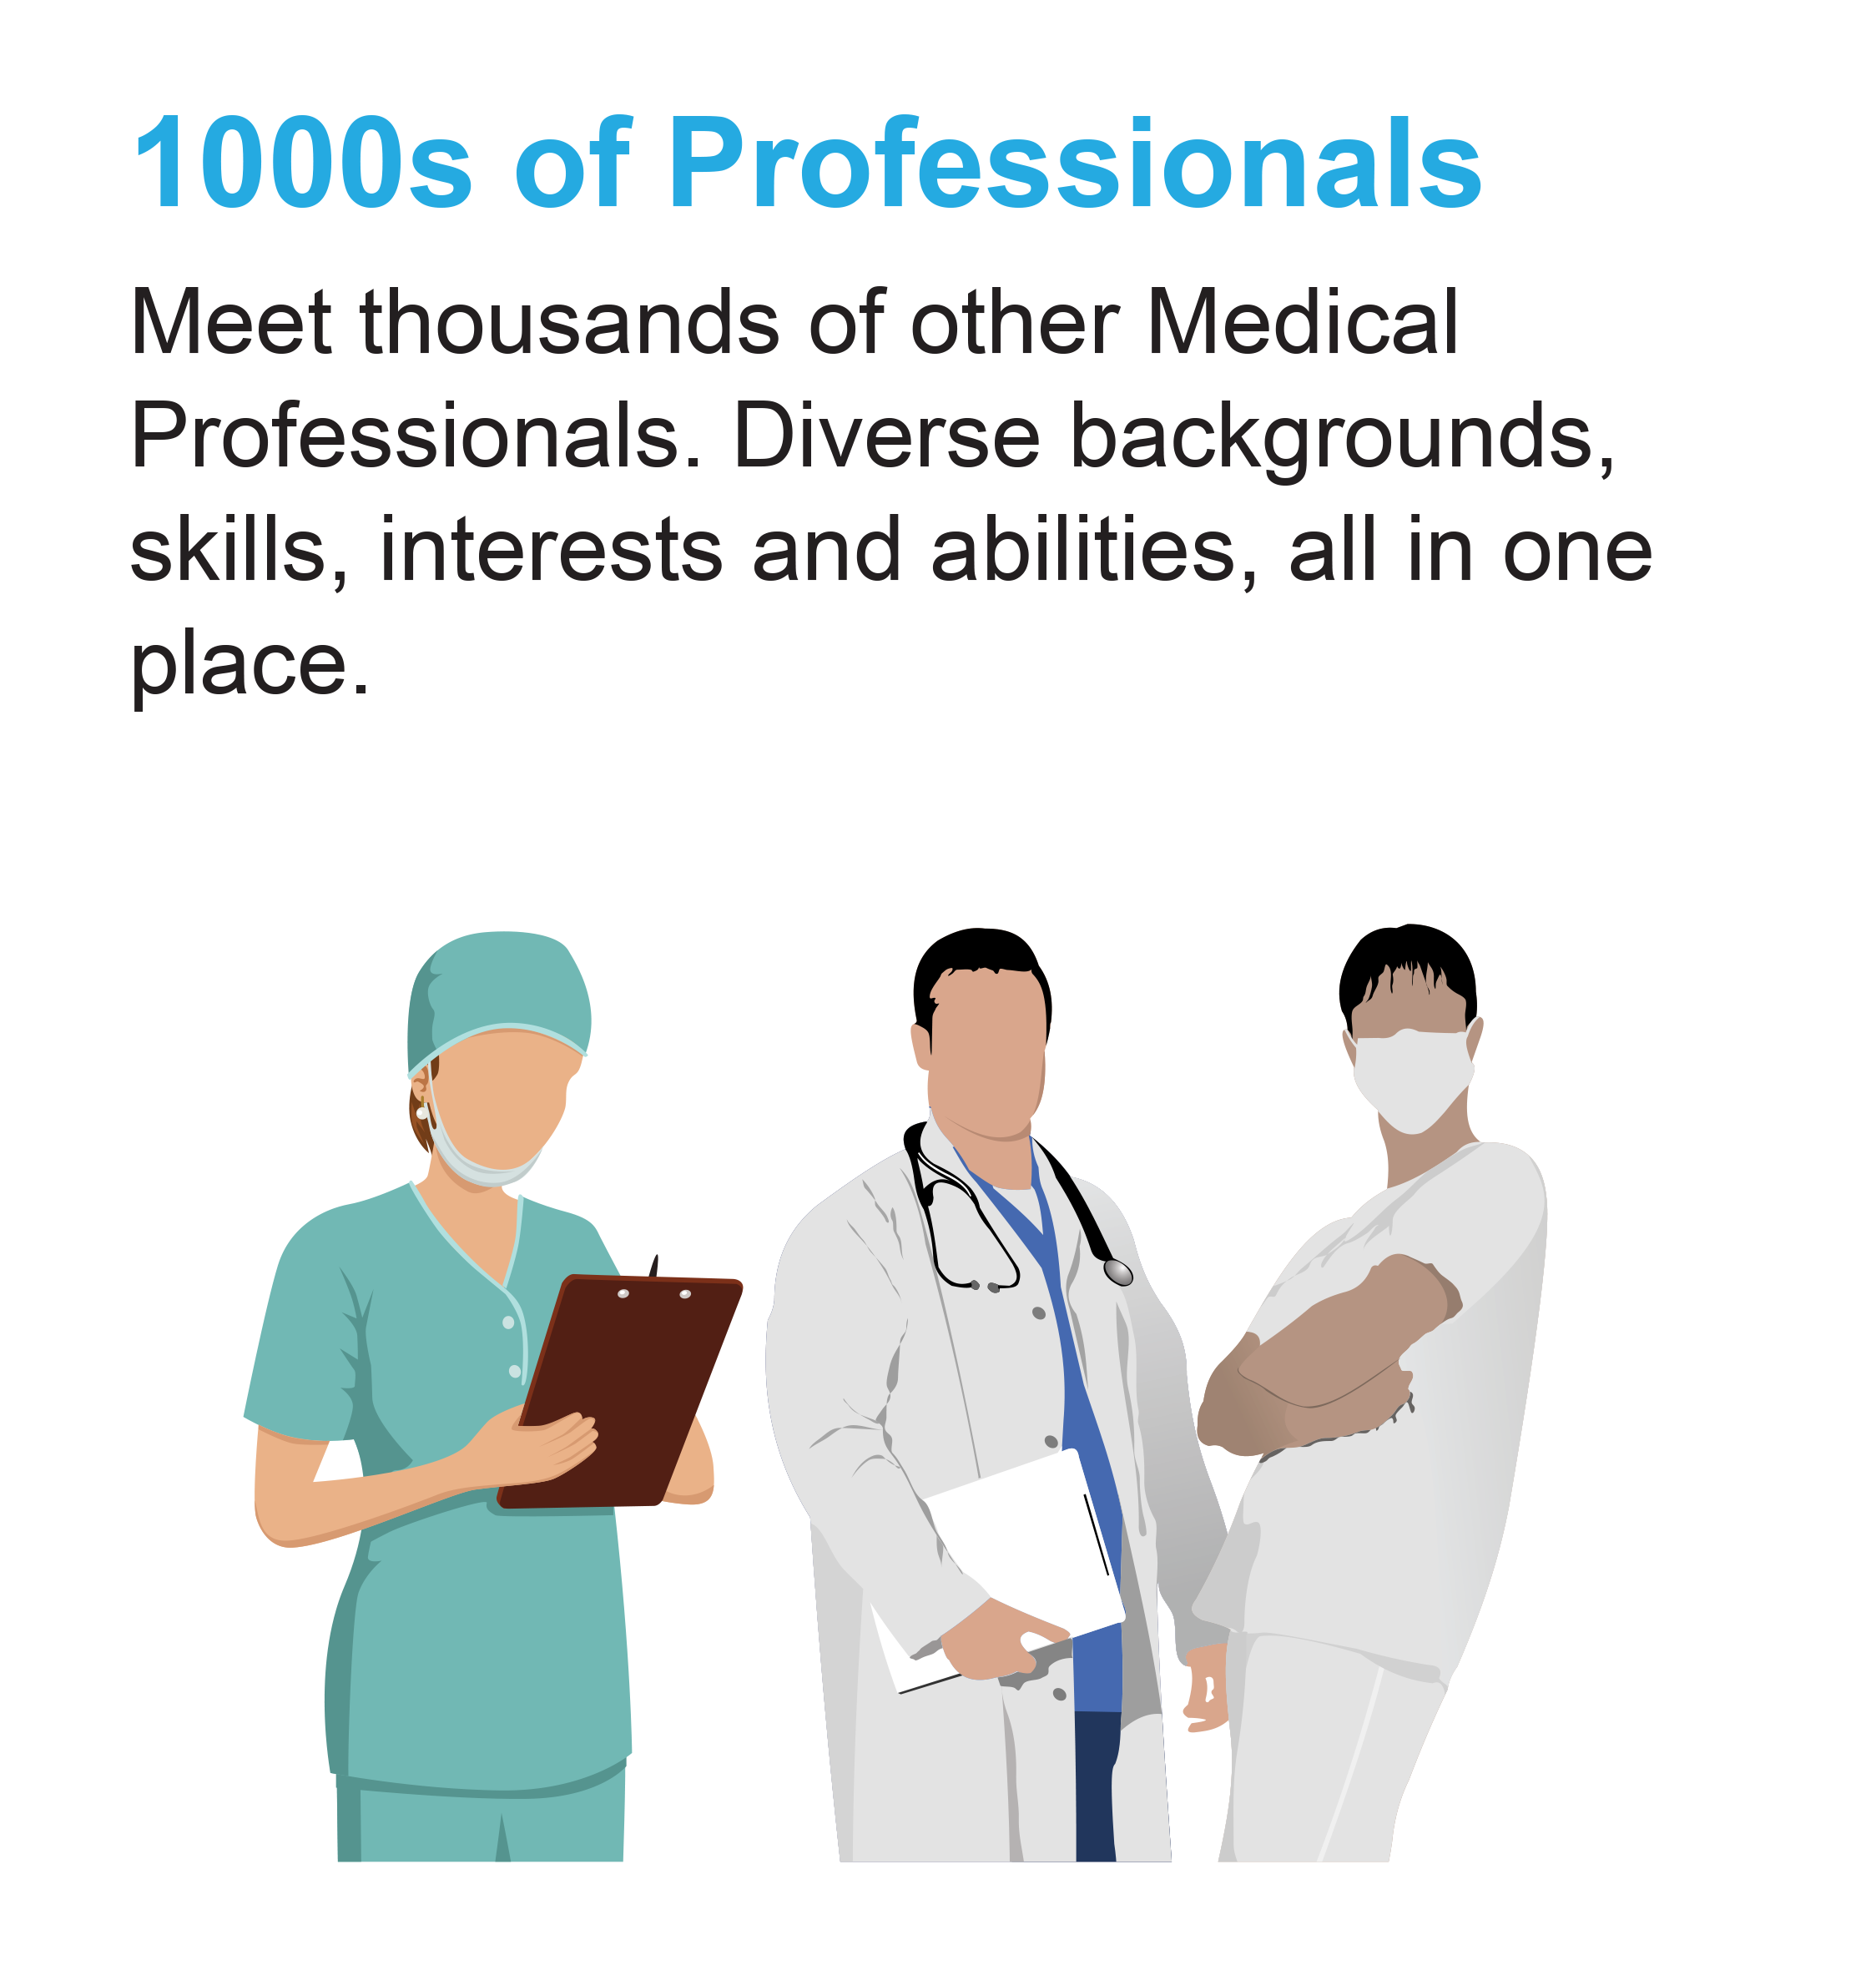 1000s of Professionals
Meet thousands of other Medical
Professionals. Diverse backgrounds,
skills, interests and abilities, all in one
place.